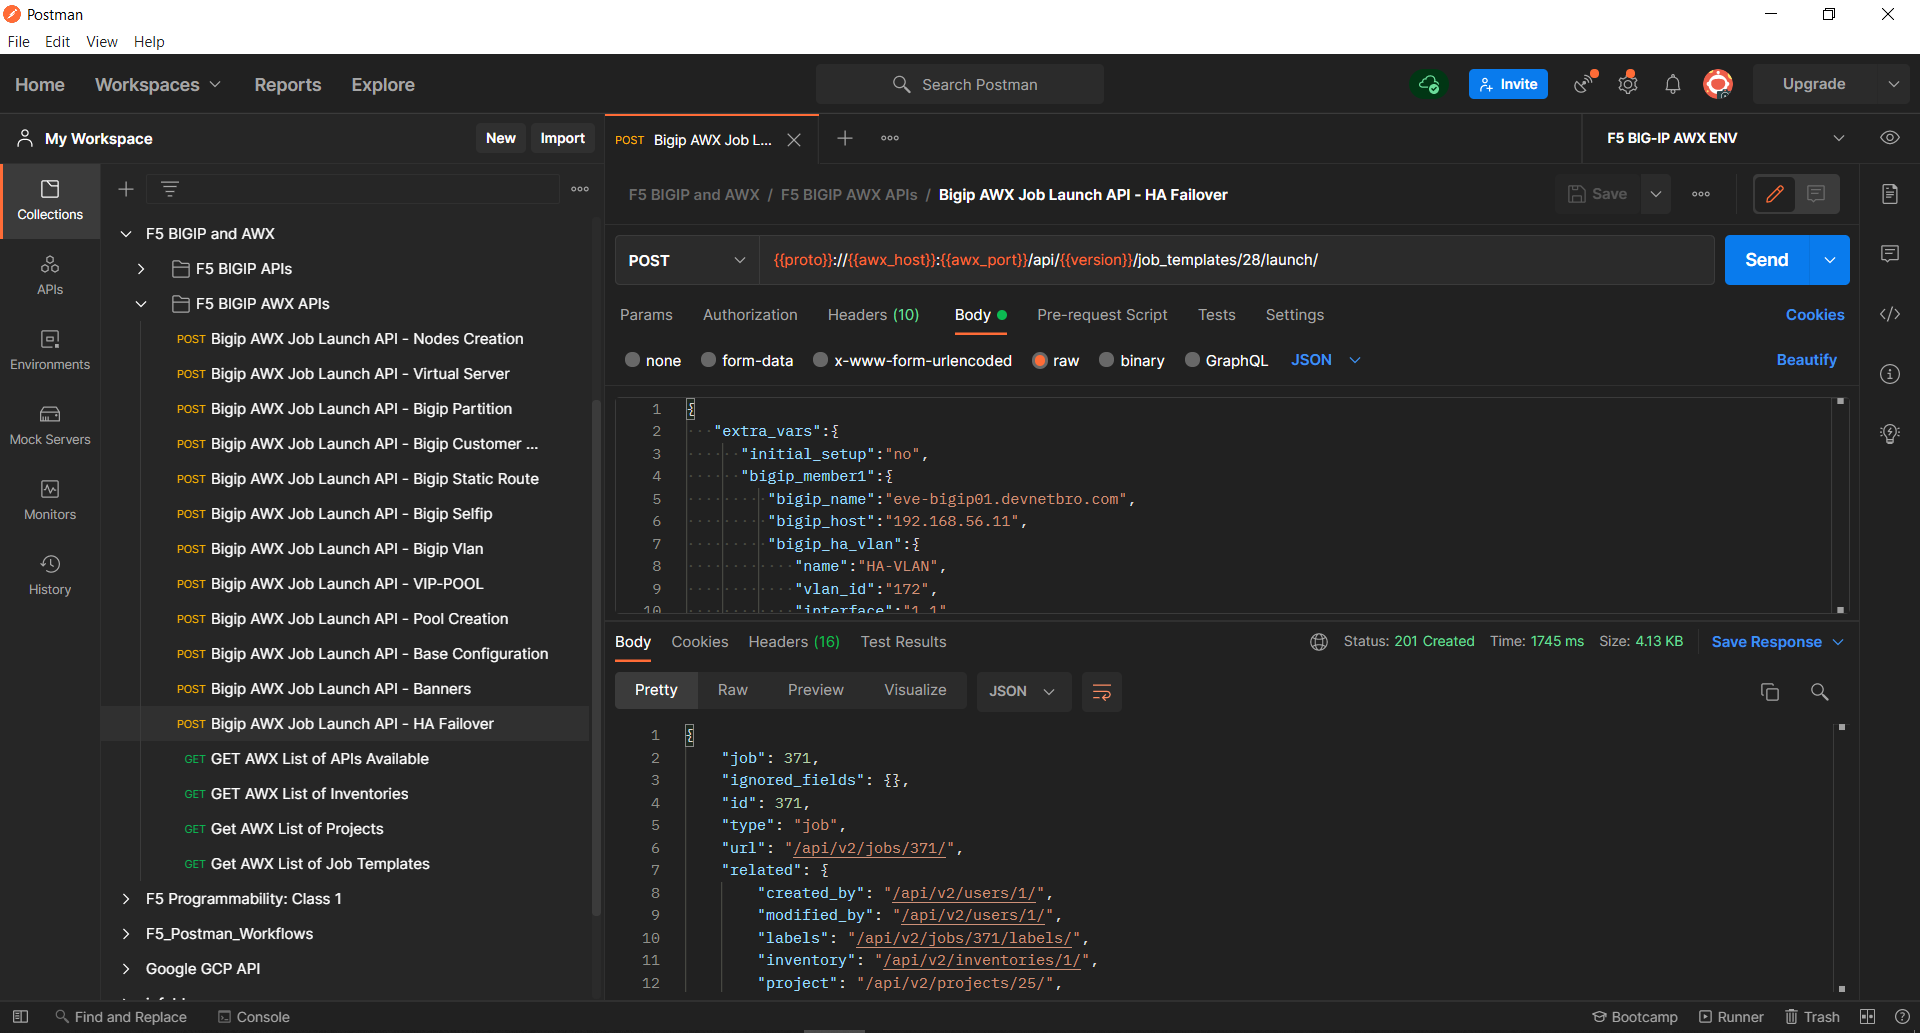 Postman
File Edit View Help
Home Workspaces Reports Explore
Search Postman
Invite
Upgrade
My Workspace
New Import
POST Bigip AWX Job L...
F5 BIG-IP AWX ENV
Collections
APIs
Environments
Mock Servers
Monitors
History
F5 BIGIP and AWX
F5 BIGIP APIs
F5 BIGIP AWX APIs
POST Bigip AWX Job Launch API - Nodes Creation
POST Bigip AWX Job Launch API - Virtual Server
POST Bigip AWX Job Launch API - Bigip Partition
POST Bigip AWX Job Launch API - Bigip Customer ...
POST Bigip AWX Job Launch API - Bigip Static Route
POST Bigip AWX Job Launch API - Bigip Selfip
POST Bigip AWX Job Launch API - Bigip Vlan
POST Bigip AWX Job Launch API - VIP-POOL
POST Bigip AWX Job Launch API - Pool Creation
POST Bigip AWX Job Launch API - Base Configuration
POST Bigip AWX Job Launch API - Banners
POST Bigip AWX Job Launch API - HA Failover
GET GET AWX List of APIs Available
GET GET AWX List of Inventories
GET Get AWX List of Projects
GET Get AWX List of Job Templates
F5 Programmability: Class 1
F5_Postman_Workflows
Google GCP API
F5 BIGIP and AWX / F5 BIGIP AWX APIs / Bigip AWX Job Launch API - HA Failover
Save
POST {{proto}}://{{awx_host}}:{{awx_port}}/api/{{version}}/job_templates/28/launch/
Send
Params Authorization Headers (10) Body Pre-request Script Tests Settings
Cookies
none form-data x-www-form-urlencoded raw binary GraphQL JSON
Beautify
1 {
2 "extra_vars":{
3 "initial_setup":"no",
4 "bigip_member1":{
5 "bigip_name":"eve-bigip01.devnetbro.com",
6 "bigip_host":"192.168.56.11",
7 "bigip_ha_vlan":{
8 "name":"HA-VLAN",
9 "vlan_id":"172",
10 "interface":"1.1"
Body Cookies Headers (16) Test Results
Status: 201 Created Time: 1745 ms Size: 4.13 KB Save Response
Pretty Raw Preview Visualize JSON
1 {
2 "job": 371,
3 "ignored_fields": {},
4 "id": 371,
5 "type": "job",
6 "url": "/api/v2/jobs/371/",
7 "related": {
8 "created_by": "/api/v2/users/1/",
9 "modified_by": "/api/v2/users/1/",
10 "labels": "/api/v2/jobs/371/labels/",
11 "inventory": "/api/v2/inventories/1/",
12 "project": "/api/v2/projects/25/",
Find and Replace Console
Bootcamp Runner Trash